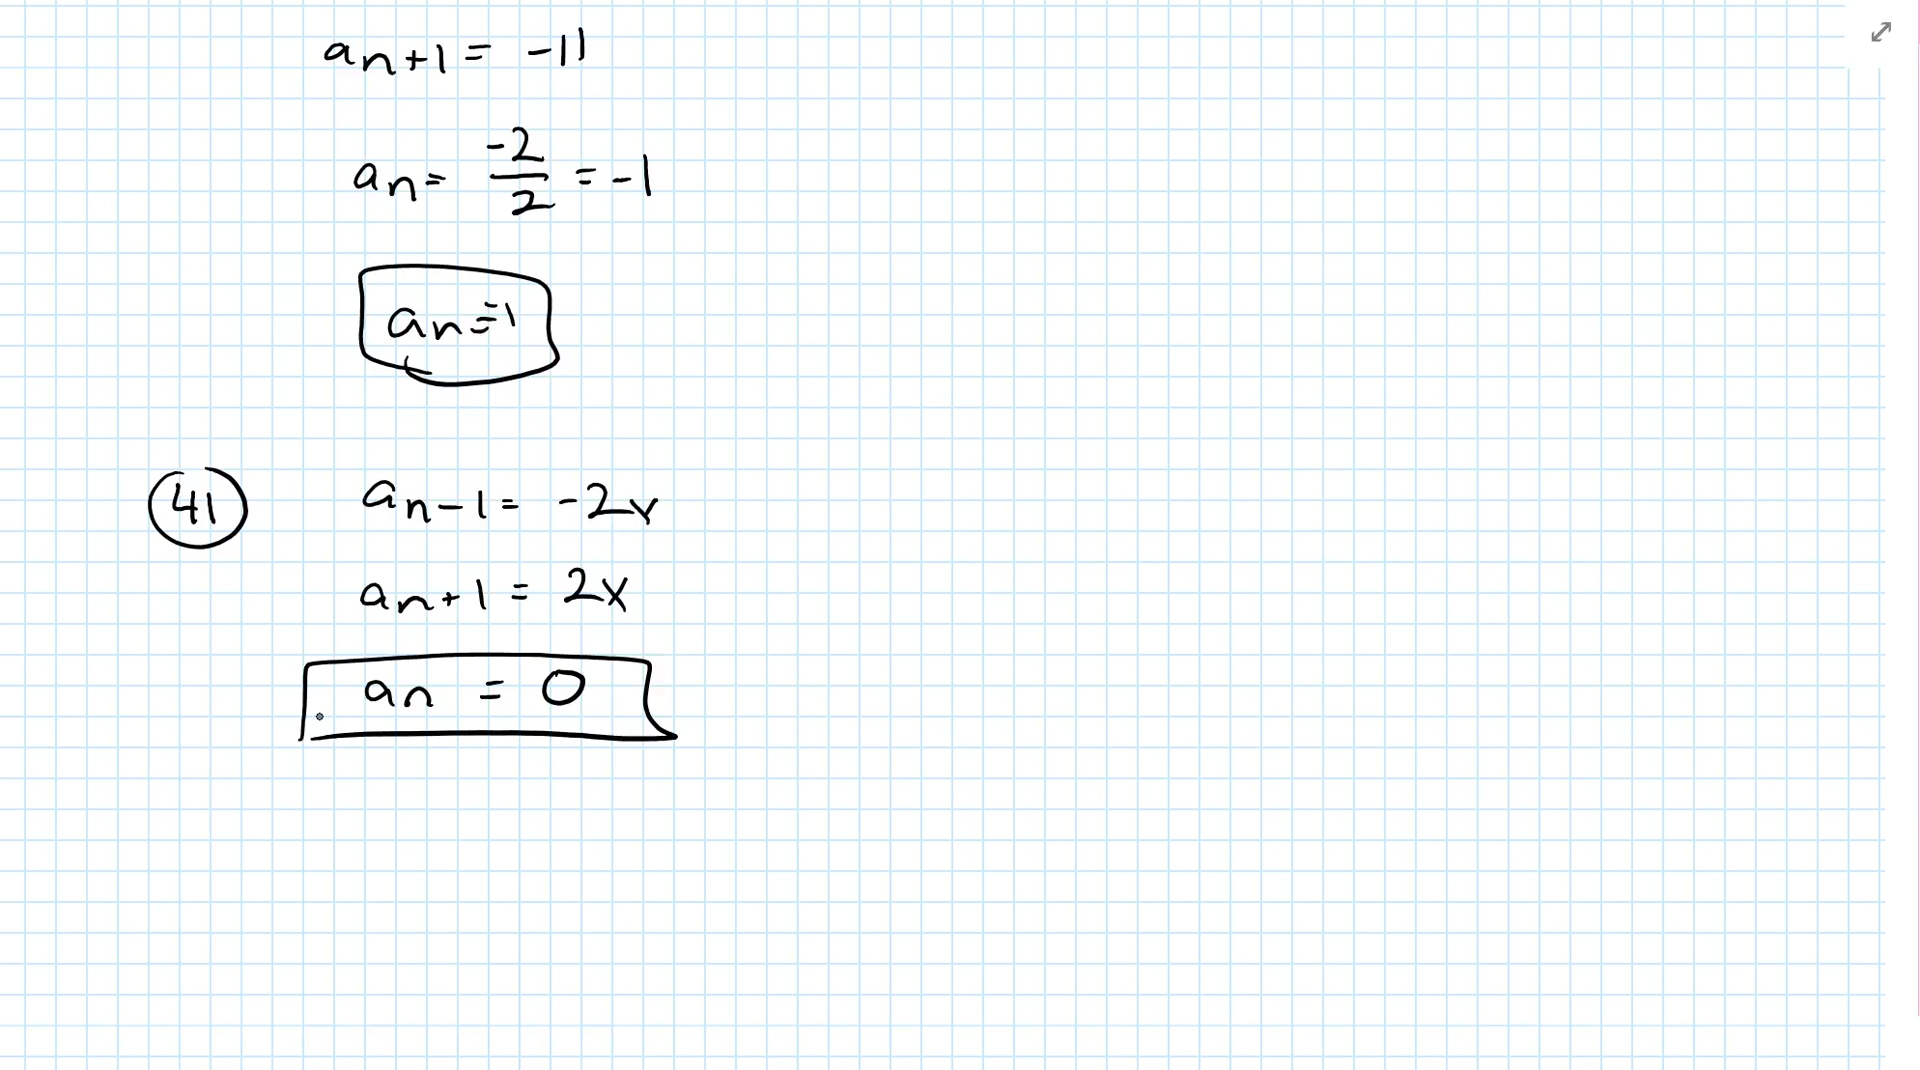 an+1 = -11
an = -2/2 = -1
an = -1
41 an-1 = -2x
an+1 = 2x
an = 0